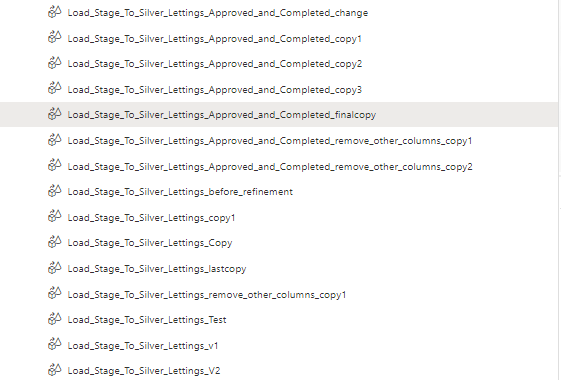 Load_Stage_To_Silver_Lettings_Approved_and_Completed_change
Load_Stage_To_Silver_Lettings_Approved_and_Completed_copy1
Load_Stage_To_Silver_Lettings_Approved_and_Completed_copy2
Load_Stage_To_Silver_Lettings_Approved_and_Completed_copy3
Load_Stage_To_Silver_Lettings_Approved_and_Completed_finalcopy
Load_Stage_To_Silver_Lettings_Approved_and_Completed_remove_other_columns_copy1
Load_Stage_To_Silver_Lettings_Approved_and_Completed_remove_other_columns_copy2
Load_Stage_To_Silver_Lettings_before_refinement
Load_Stage_To_Silver_Lettings_copy1
Load_Stage_To_Silver_Lettings_Copy
Load_Stage_To_Silver_Lettings_lastcopy
Load_Stage_To_Silver_Lettings_remove_other_columns_copy1
Load_Stage_To_Silver_Lettings_Test
Load_Stage_To_Silver_Lettings_v1
Load_Stage_To_Silver_Lettings_V2